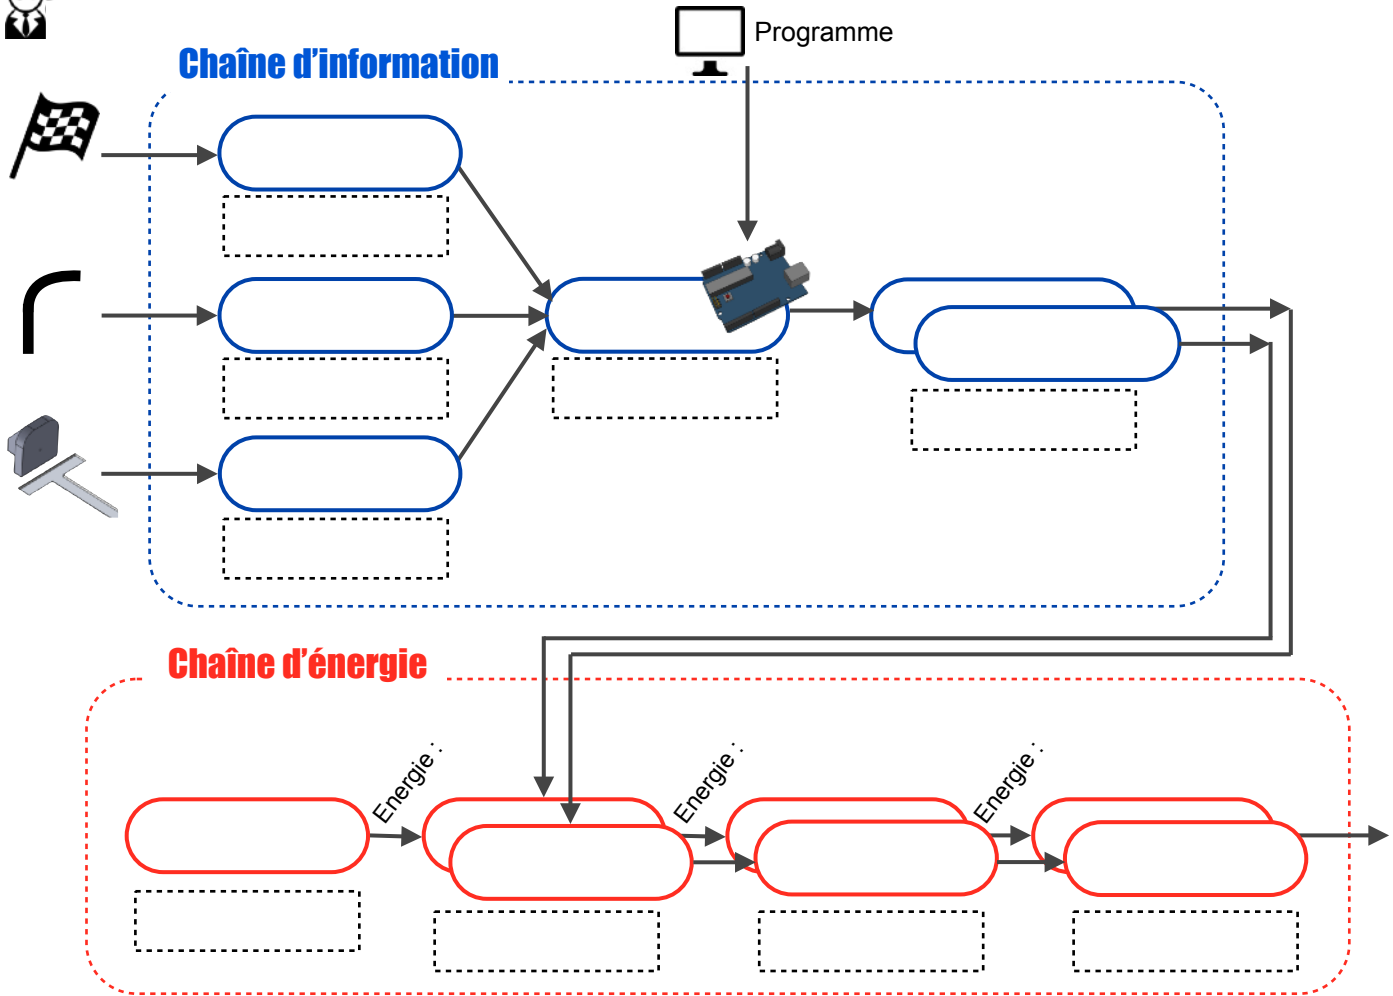 Programme
Chaîne d'information
Chaîne d'énergie
Energie :
Energie :
Energie :